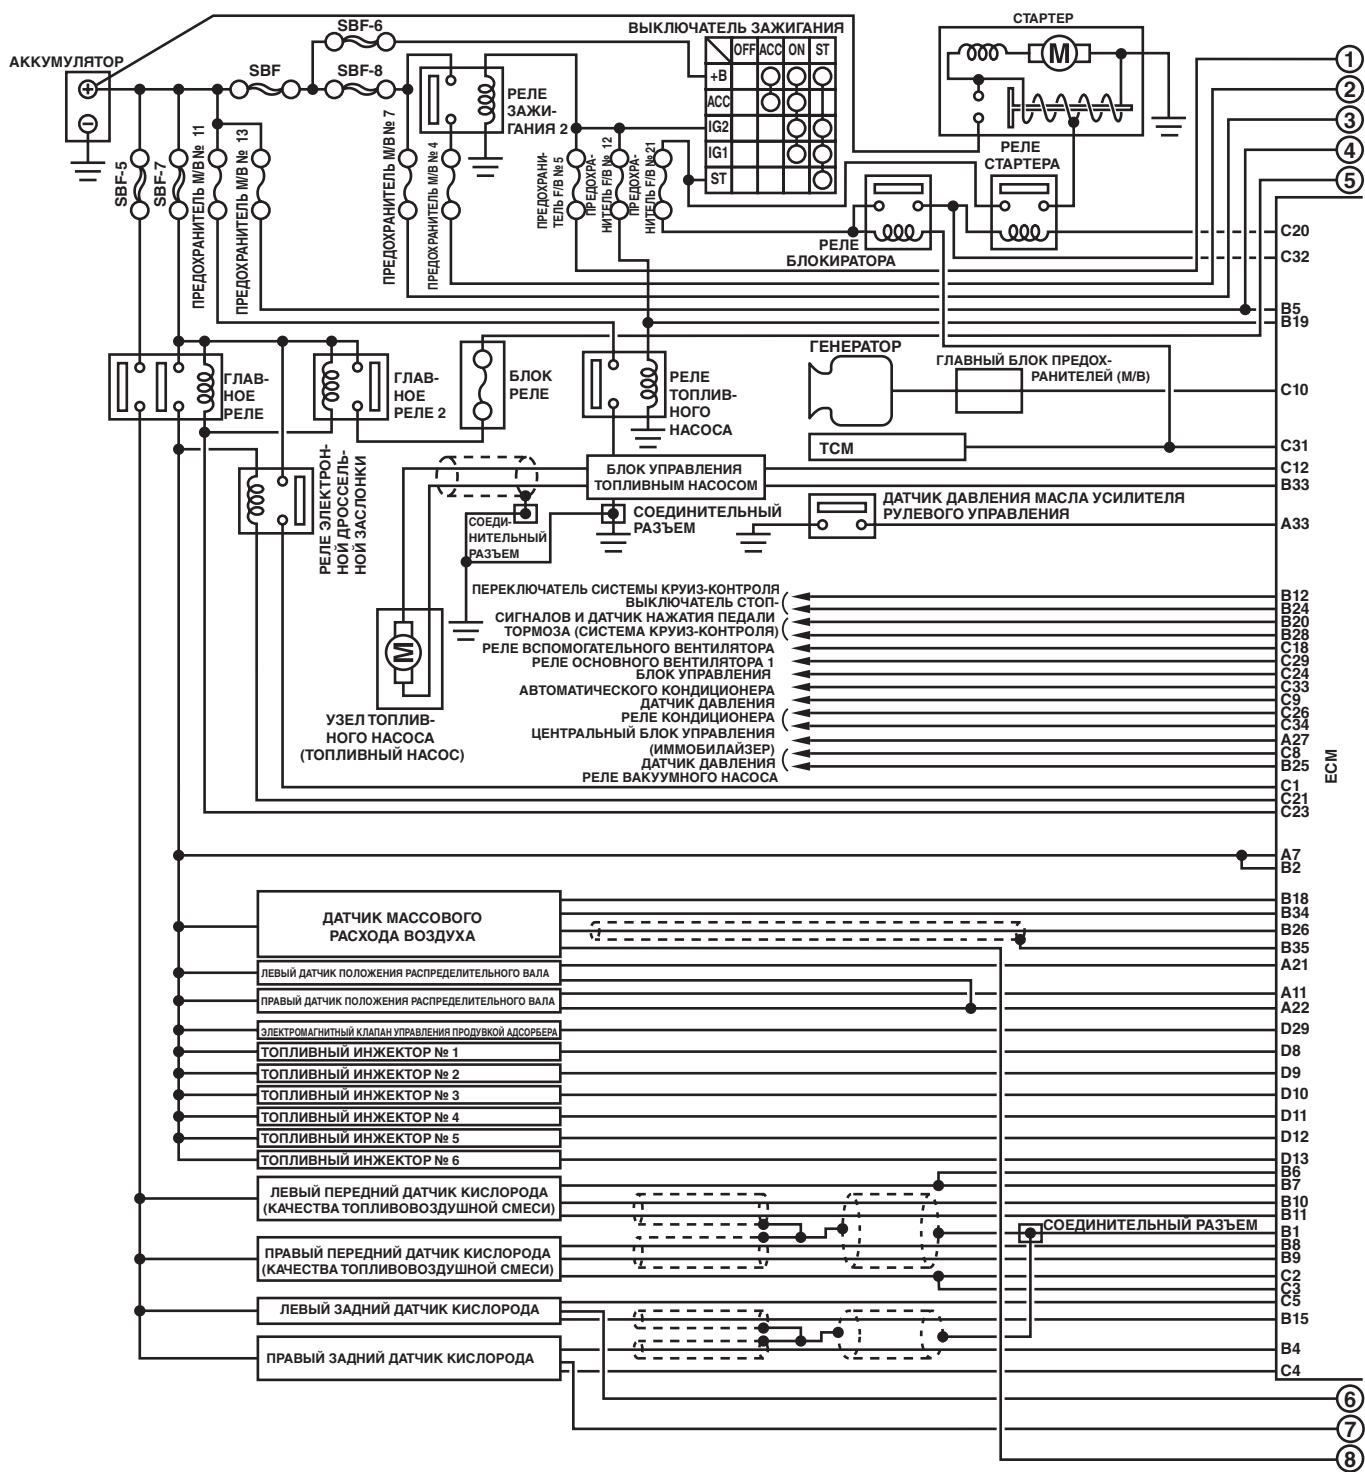 SBF-6
ВЫКЛЮЧАТЕЛЬ ЗАЖИГАНИЯ
СТАРТЕР
АККУМУЛЯТОР
SBF
SBF-8
OFF ACC ON ST
+B
ACC
IG2
IG1
ST
M
РЕЛЕ
ЗАЖИ-
ГАНИЯ 2
РЕЛЕ
СТАРТЕРА
1
2
3
4
5
SBF-5
SBF-7
ПРЕДОХРАНИТЕЛЬ М/В № 11
ПРЕДОХРАНИТЕЛЬ М/В № 13
ПРЕДОХРАНИТЕЛЬ М/В № 7
ПРЕДОХРАНИТЕЛЬ М/В № 4
ПРЕДОХРАНИ-
ТЕЛЬ F/B № 5
ПРЕДОХРА-
НИТЕЛЬ F/B № 12
ПРЕДОХРА-
НИТЕЛЬ F/B № 21
РЕЛЕ
БЛОКИРАТОРА
C20
C32
B5
B19
ГЛАВ-
НОЕ
РЕЛЕ
ГЛАВ-
НОЕ
РЕЛЕ 2
БЛОК
РЕЛЕ
РЕЛЕ
ТОПЛИВ-
НОГО
НАСОСА
ГЕНЕРАТОР
ГЛАВНЫЙ БЛОК ПРЕДОХ-
РАНИТЕЛЕЙ (М/В)
C10
TCM
C31
РЕЛЕ ЭЛЕКТРОН-
НОЙ ДРОССЕЛЬ-
НОЙ ЗАСЛОНКИ
БЛОК УПРАВЛЕНИЯ
ТОПЛИВНЫМ НАСОСОМ
C12
B33
СОЕДИ-
НИТЕЛЬНЫЙ
РАЗЪЕМ
СОЕДИНИТЕЛЬНЫЙ
РАЗЪЕМ
ДАТЧИК ДАВЛЕНИЯ МАСЛА УСИЛИТЕЛЯ
РУЛЕВОГО УПРАВЛЕНИЯ
A33
M
УЗЕЛ ТОПЛИВ-
НОГО НАСОСА
(ТОПЛИВНЫЙ НАСОС)
ПЕРЕКЛЮЧАТЕЛЬ СИСТЕМЫ КРУИЗ-КОНТРОЛЯ
ВЫКЛЮЧАТЕЛЬ СТОП-
СИГНАЛОВ И ДАТЧИК НАЖАТИЯ ПЕДАЛИ
ТОРМОЗА (СИСТЕМА КРУИЗ-КОНТРОЛЯ)
РЕЛЕ ВСПОМОГАТЕЛЬНОГО ВЕНТИЛЯТОРА
РЕЛЕ ОСНОВНОГО ВЕНТИЛЯТОРА 1
БЛОК УПРАВЛЕНИЯ
АВТОМАТИЧЕСКОГО КОНДИЦИОНЕРА
ДАТЧИК ДАВЛЕНИЯ
РЕЛЕ КОНДИЦИОНЕРА
ЦЕНТРАЛЬНЫЙ БЛОК УПРАВЛЕНИЯ
(ИММОБИЛАЙЗЕР)
ДАТЧИК ДАВЛЕНИЯ
РЕЛЕ ВАКУУМНОГО НАСОСА
B12
B24
B20
B28
C18
C29
C24
C33
C9
C26
C34
A27
C8
B25
C1
C21
C23
ECM
A7
B2
ДАТЧИК МАССОВОГО
РАСХОДА ВОЗДУХА
B18
B34
B26
B35
ЛЕВЫЙ ДАТЧИК ПОЛОЖЕНИЯ РАСПРЕДЕЛИТЕЛЬНОГО ВАЛА
A21
ПРАВЫЙ ДАТЧИК ПОЛОЖЕНИЯ РАСПРЕДЕЛИТЕЛЬНОГО ВАЛА
A11
A22
ЭЛЕКТРОМАГНИТНЫЙ КЛАПАН УПРАВЛЕНИЯ ПРОДУВКОЙ АДСОРБЕРА
D29
ТОПЛИВНЫЙ ИНЖЕКТОР № 1
D8
ТОПЛИВНЫЙ ИНЖЕКТОР № 2
D9
ТОПЛИВНЫЙ ИНЖЕКТОР № 3
D10
ТОПЛИВНЫЙ ИНЖЕКТОР № 4
D11
ТОПЛИВНЫЙ ИНЖЕКТОР № 5
D12
ТОПЛИВНЫЙ ИНЖЕКТОР № 6
D13
B6
B7
ЛЕВЫЙ ПЕРЕДНИЙ ДАТЧИК КИСЛОРОДА
(КАЧЕСТВА ТОПЛИВОВОЗДУШНОЙ СМЕСИ)
B10
B11
СОЕДИНИТЕЛЬНЫЙ РАЗЪЕМ
B1
ПРАВЫЙ ПЕРЕДНИЙ ДАТЧИК КИСЛОРОДА
(КАЧЕСТВА ТОПЛИВОВОЗДУШНОЙ СМЕСИ)
B8
B9
C2
C3
ЛЕВЫЙ ЗАДНИЙ ДАТЧИК КИСЛОРОДА
C5
B15
ПРАВЫЙ ЗАДНИЙ ДАТЧИК КИСЛОРОДА
B4
C4
6
7
8